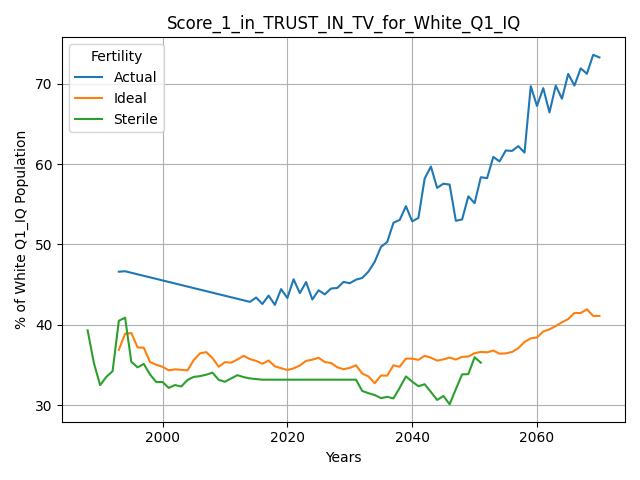 Score_1_in_TRUST_IN_TV_for_White_Q1_IQ
Fertility
Actual
Ideal
Sterile
% of White Q1_IQ Population
70
60
50
40
30
2000
2020
2040
2060
Years